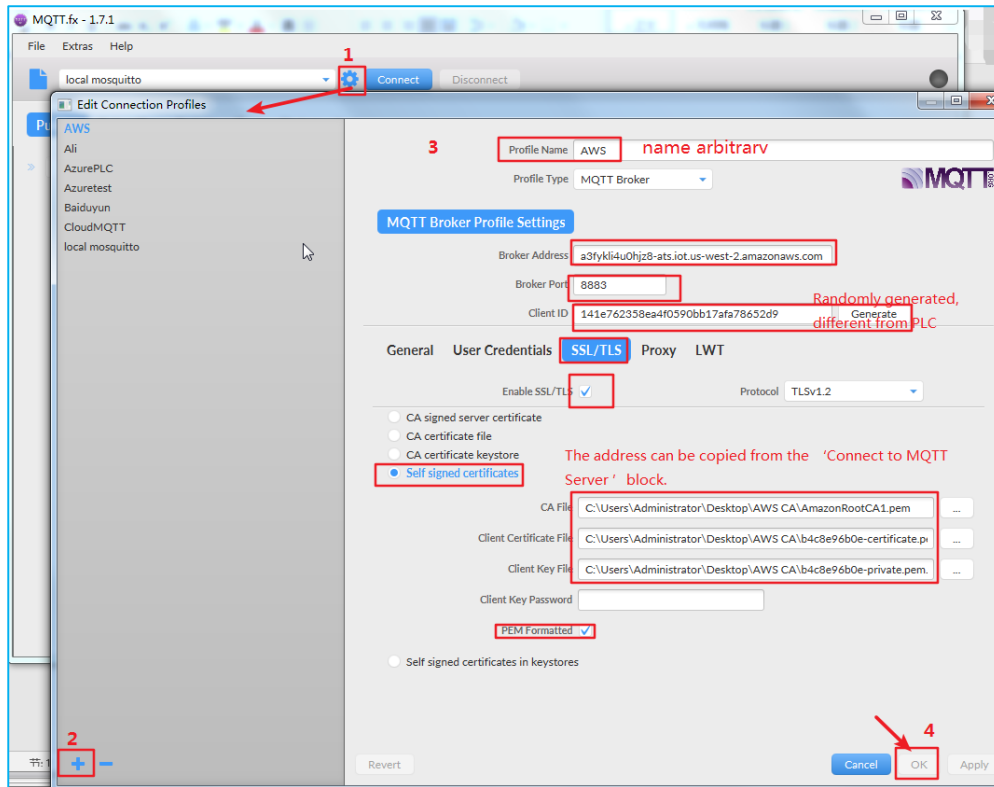 MQTT.fx - 1.7.1
File Extras Help
1
local mosquitto
Connect
Disconnect
Edit Connection Profiles
AWS
Ali
AzurePLC
Azuretest
Baiduyun
CloudMQTT
local mosquitto
3
Profile Name AWS name arbitrary
Profile Type MQTT Broker
MQTT
MQTT Broker Profile Settings
Broker Address a3fykli4u0hjz8-ats.iot.us-west-2.amazonaws.com
Broker Port 8883
Client ID 141e762358ea4f0590bb17afa78652d9 Generate
Randomly generated,
different from PLC
General User Credentials SSL/TLS Proxy LWT
Enable SSL/TLS Protocol TLSv1.2
CA signed server certificate
CA certificate file
CA certificate keystore
Self signed certificates
The address can be copied from the ‘Connect to MQTT
Server’ block.
CA File C:\Users\Administrator\Desktop\AWS CA\AmazonRootCA1.pem ...
Client Certificate File C:\Users\Administrator\Desktop\AWS CA\b4c8e96b0e-certificate.pe ...
Client Key File C:\Users\Administrator\Desktop\AWS CA\b4c8e96b0e-private.pem. ...
Client Key Password
PEM Formatted
Self signed certificates in keystores
2
4
Revert
Cancel
OK
Apply